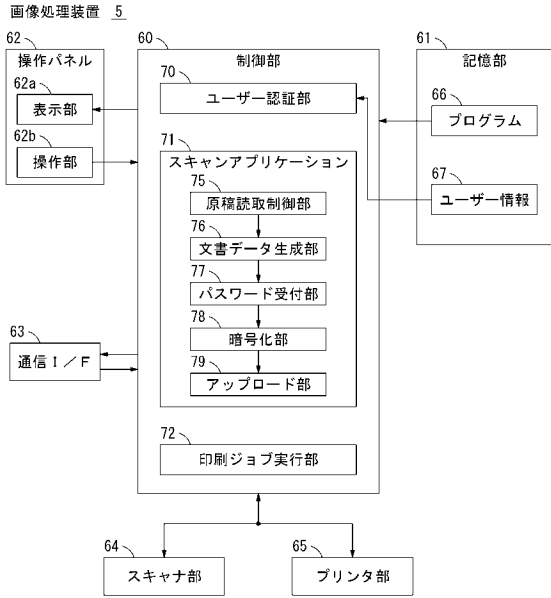 画像処理装置 5
62
操作パネル
62a
表示部
62b
操作部
60
制御部
70
ユーザー認証部
71
スキャンアプリケーション
75
原稿読取制御部
76
文書データ生成部
77
パスワード受付部
78
暗号化部
79
アップロード部
72
印刷ジョブ実行部
61
記憶部
66
プログラム
67
ユーザー情報
63
通信I/F
64
スキャナ部
65
プリンタ部